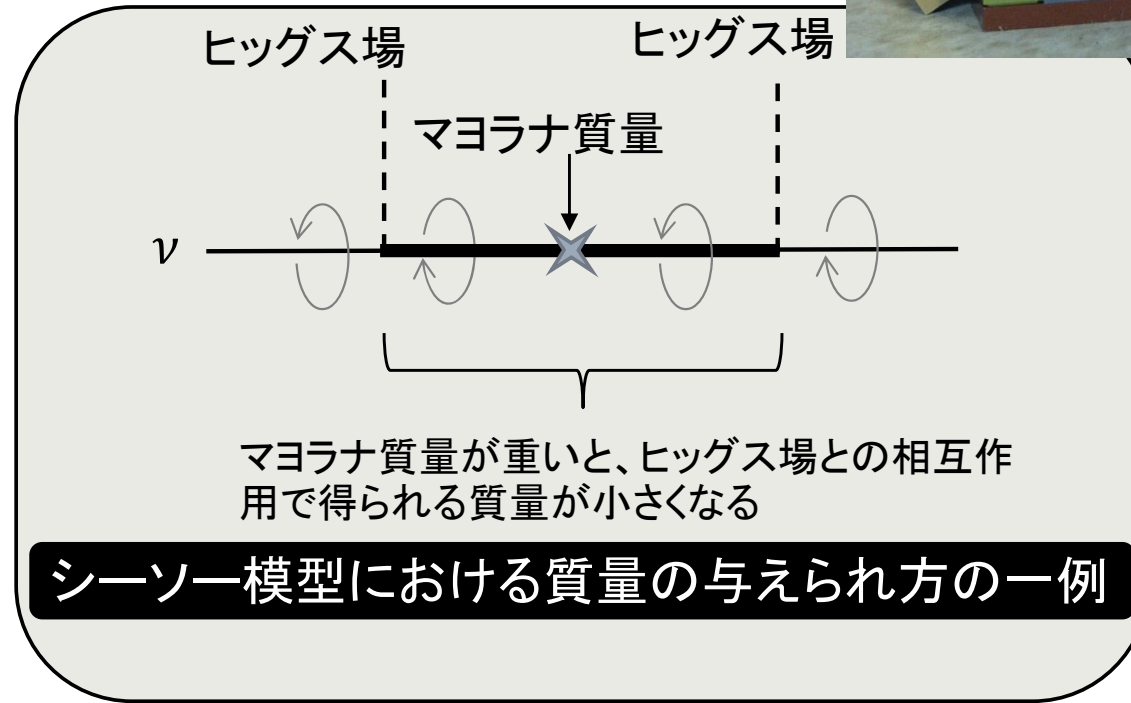 ヒッグス場
ヒッグス場
マヨラナ質量
ν
マヨラナ質量が重いと、ヒッグス場との相互作
用で得られる質量が小さくなる
シーソー模型における質量の与えられ方の一例